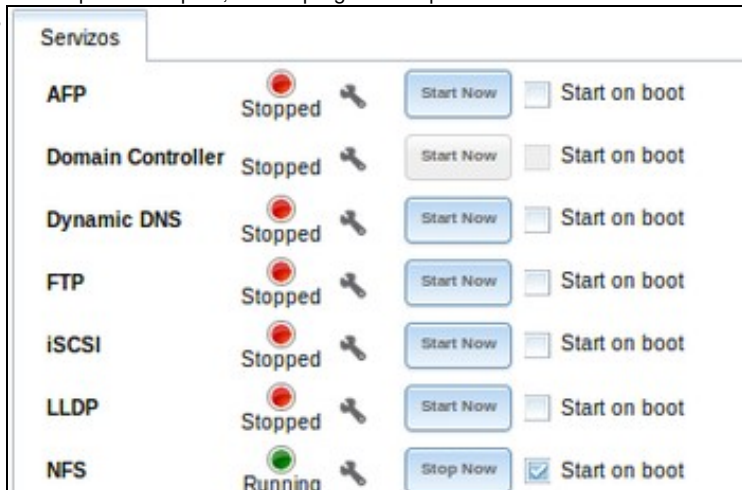 Servizos
AFP Stopped Start Now Start on boot
Domain Controller Stopped Start Now Start on boot
Dynamic DNS Stopped Start Now Start on boot
FTP Stopped Start Now Start on boot
iSCSI Stopped Start Now Start on boot
LLDP Stopped Start Now Start on boot
NFS Running Stop Now Start on boot